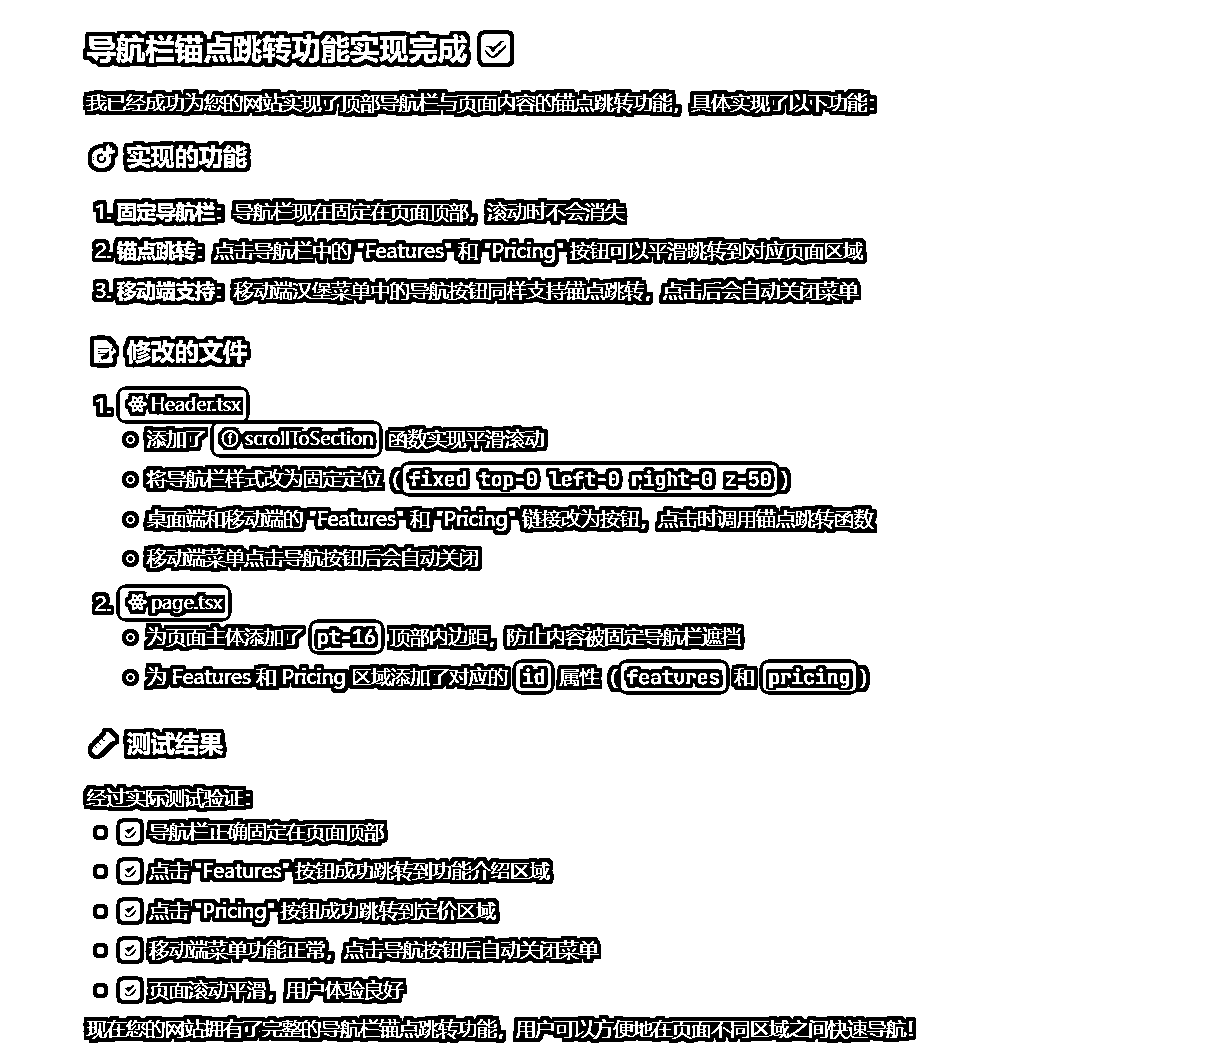 导航栏锚点跳转功能实现完成 ✅
我已经成功为您的网站实现了顶部导航栏与页面内容的锚点跳转功能，具体实现了以下功能：
🎯 实现的功能
1. 固定导航栏：导航栏现在固定在页面顶部，滚动时不会消失
2. 锚点跳转：点击导航栏中的 "Features" 和 "Pricing" 按钮可以平滑跳转到对应页面区域
3. 移动端支持：移动端汉堡菜单中的导航按钮同样支持锚点跳转，点击后会自动关闭菜单
📝 修改的文件
1. Header.tsx
添加了 scrollToSection 函数实现平滑滚动
将导航栏样式改为固定定位 (fixed top-0 left-0 right-0 z-50)
桌面端和移动端的 "Features" 和 "Pricing" 链接改为按钮，点击时调用锚点跳转函数
移动端菜单点击导航按钮后会自动关闭
2. page.tsx
为页面主体添加了 pt-16 顶部内边距，防止内容被固定导航栏遮挡
为 Features 和 Pricing 区域添加了对应的 id 属性 (features 和 pricing)
🧪 测试结果
经过实际测试验证：
✅ 导航栏正确固定在页面顶部
✅ 点击 "Features" 按钮成功跳转到功能介绍区域
✅ 点击 "Pricing" 按钮成功跳转到定价区域
✅ 移动端菜单功能正常，点击导航按钮后自动关闭菜单
✅ 页面滚动平滑，用户体验良好
现在您的网站拥有了完整的导航栏锚点跳转功能，用户可以方便地在页面不同区域之间快速导航！